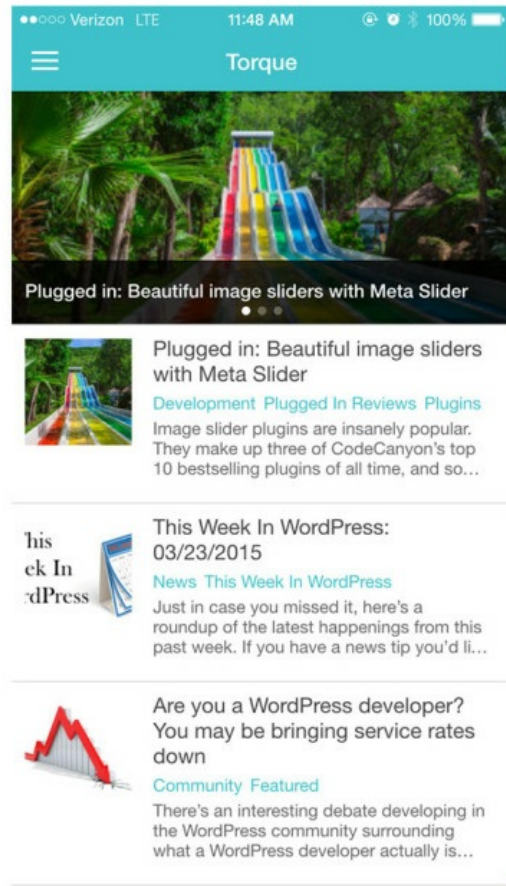 Verizon LTE 11:48 AM 100%
Torque
Plugged in: Beautiful image sliders with Meta Slider
Plugged in: Beautiful image sliders
with Meta Slider
Development Plugged In Reviews Plugins
Image slider plugins are insanely popular.
They make up three of CodeCanyon's top
10 bestselling plugins of all time, and so...
This Week In WordPress:
03/23/2015
his
ek In
rdPress
News This Week In WordPress
Just in case you missed it, here's a
roundup of the latest happenings from this
past week. If you have a news tip you'd li...
Are you a WordPress developer?
You may be bringing service rates
down
Community Featured
There's an interesting debate developing in
the WordPress community surrounding
what a WordPress developer actually is...